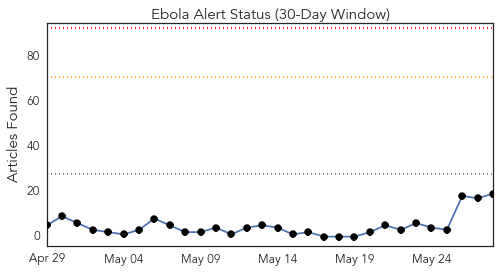 Ebola Alert Status (30-Day Window)
Articles Found
80
60
40
20
0
Apr 29
May 04
May 09
May 14
May 19
May 24